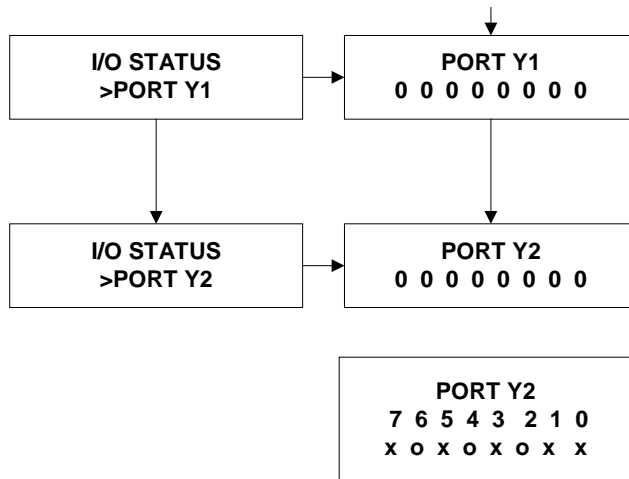 I/O STATUS
>PORT Y1
PORT Y1
0 0 0 0 0 0 0 0
I/O STATUS
>PORT Y2
PORT Y2
0 0 0 0 0 0 0 0
PORT Y2
7 6 5 4 3 2 1 0
x o x o x o x x